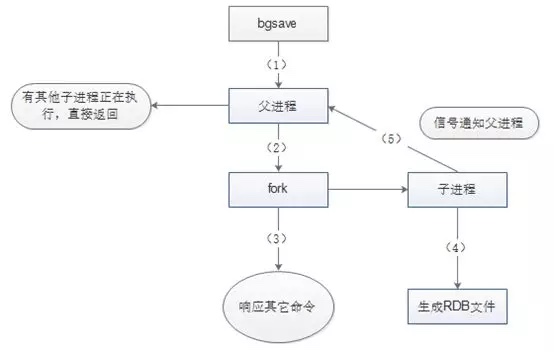 bgsave
（1）
有其他子进程正在执
行，直接返回
父进程
信号通知父进程
（5）
（2）
fork
子进程
（3）
（4）
响应其它命令
生成RDB文件